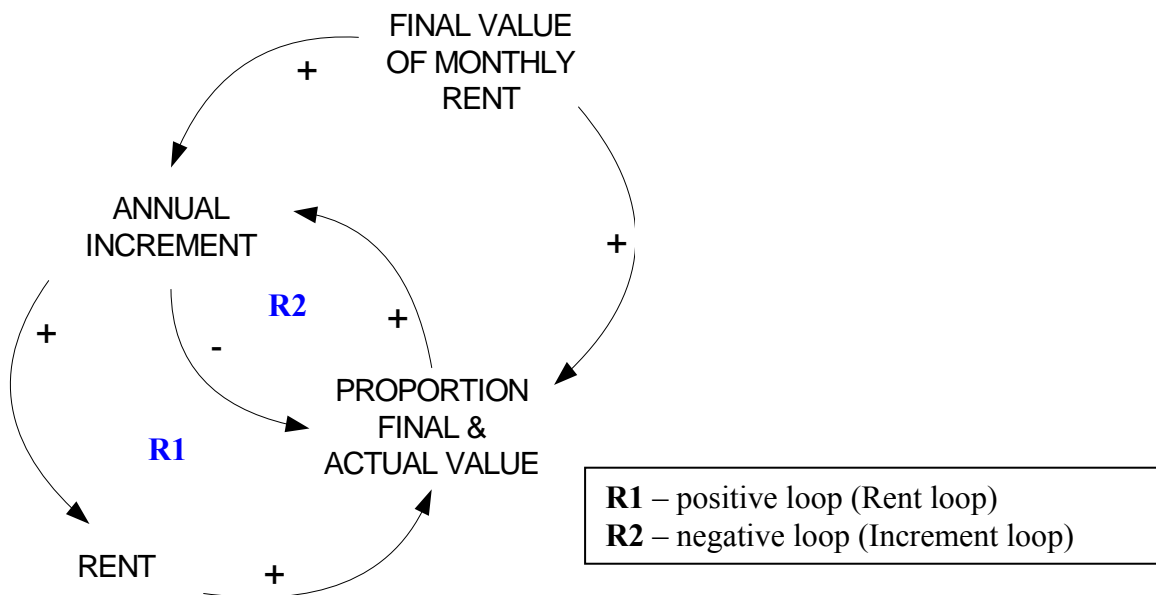 FINAL VALUE
OF MONTHLY
RENT
+
ANNUAL
INCREMENT
+
+
R2
+
-
PROPORTION
FINAL &
ACTUAL VALUE
R1
R1 – positive loop (Rent loop)
R2 – negative loop (Increment loop)
RENT
+